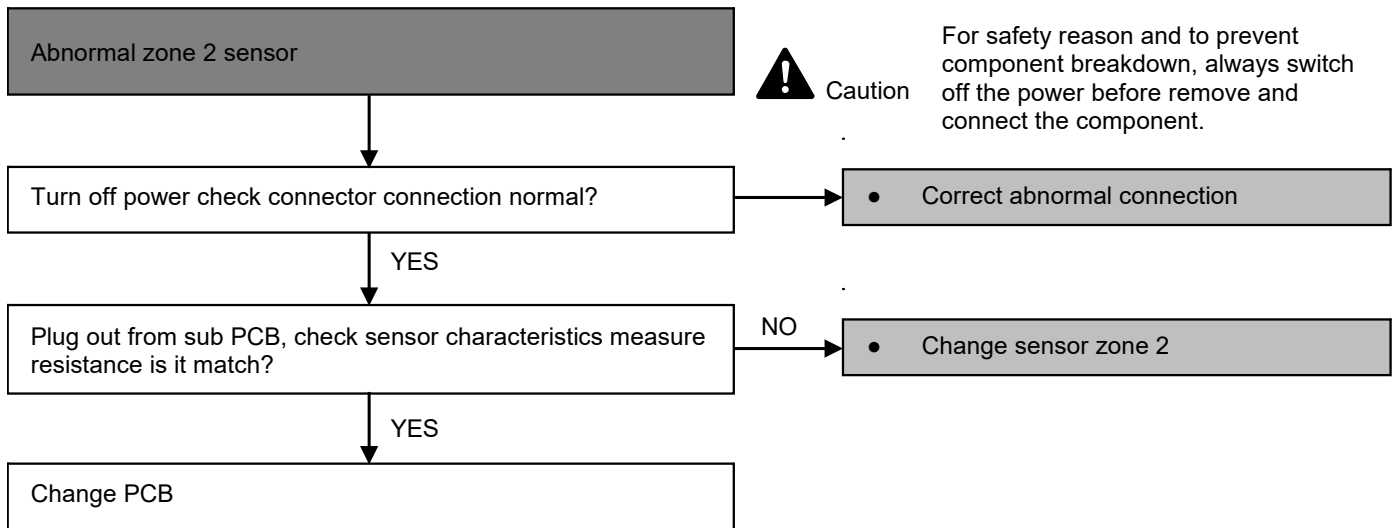 Abnormal zone 2 sensor
Caution
For safety reason and to prevent
component breakdown, always switch
off the power before remove and
connect the component.
.
Turn off power check connector connection normal?
● Correct abnormal connection
YES
.
Plug out from sub PCB, check sensor characteristics measure
resistance is it match?
NO
● Change sensor zone 2
YES
Change PCB